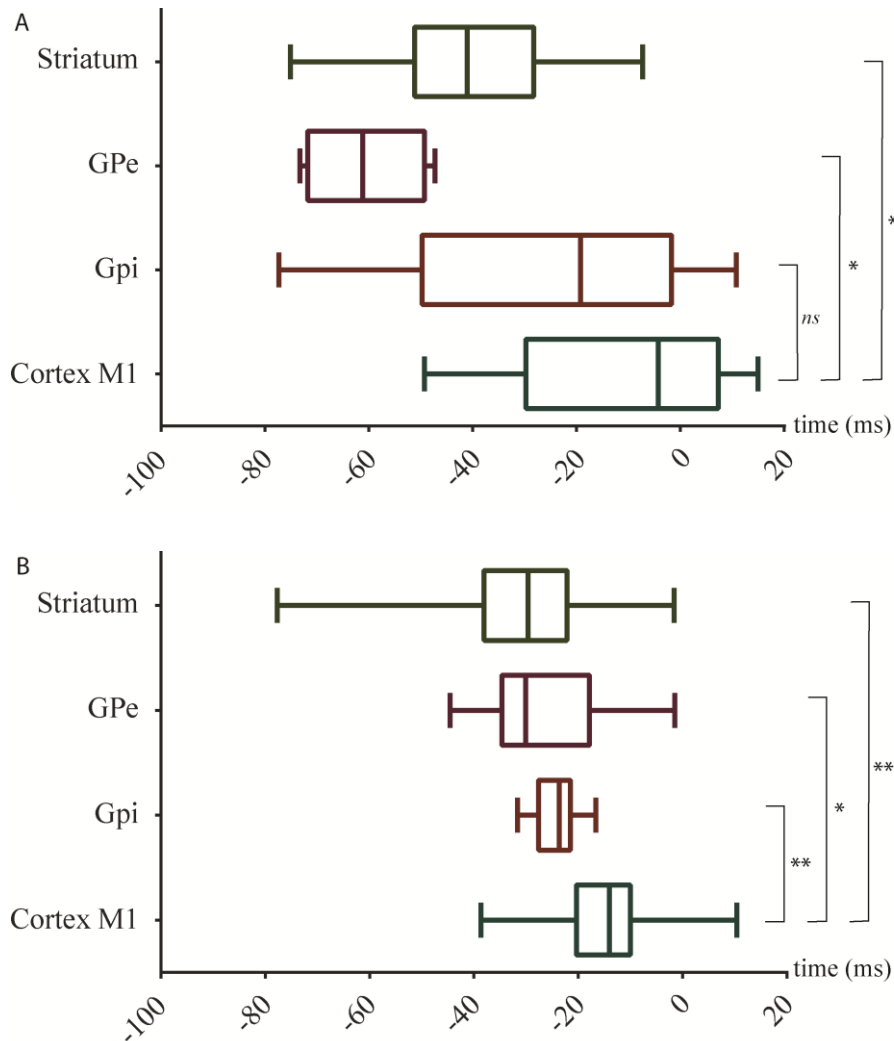 A
Striatum
GPe
Gpi
Cortex M1
*
*
ns
time (ms)
-100 -80 -60 -40 -20 0 20
B
Striatum
GPe
Gpi
Cortex M1
**
*
**
time (ms)
-100 -80 -60 -40 -20 0 20